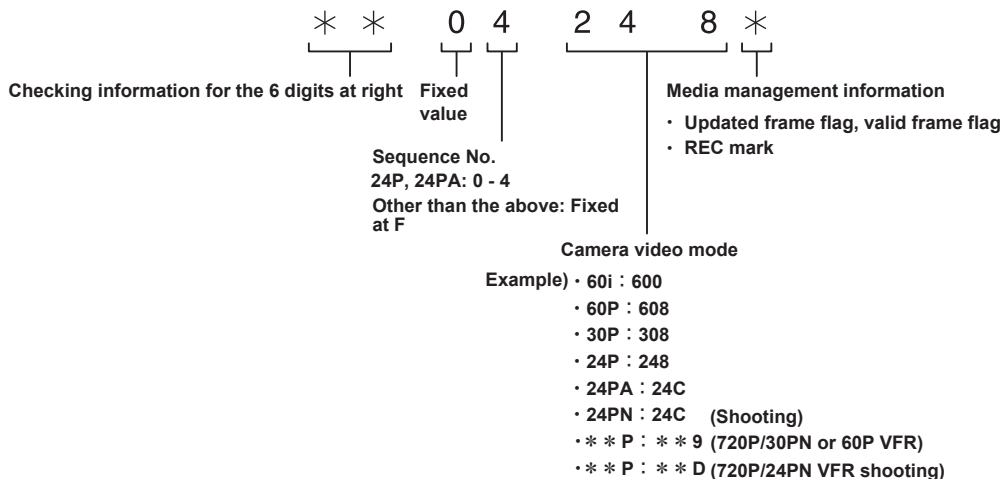 ＊ ＊ 0 4 2 4 8 ＊
Checking information for the 6 digits at right
Fixed
value
Sequence No.
24P, 24PA: 0 - 4
Other than the above: Fixed
at F
Media management information
・ Updated frame flag, valid frame flag
・ REC mark
Camera video mode
Example) ・ 60i：600
・ 60P：608
・ 30P：308
・ 24P：248
・ 24PA：24C
・ 24PN：24C (Shooting)
・＊＊P：＊＊9 (720P/30PN or 60P VFR)
・＊＊P：＊＊D (720P/24PN VFR shooting)